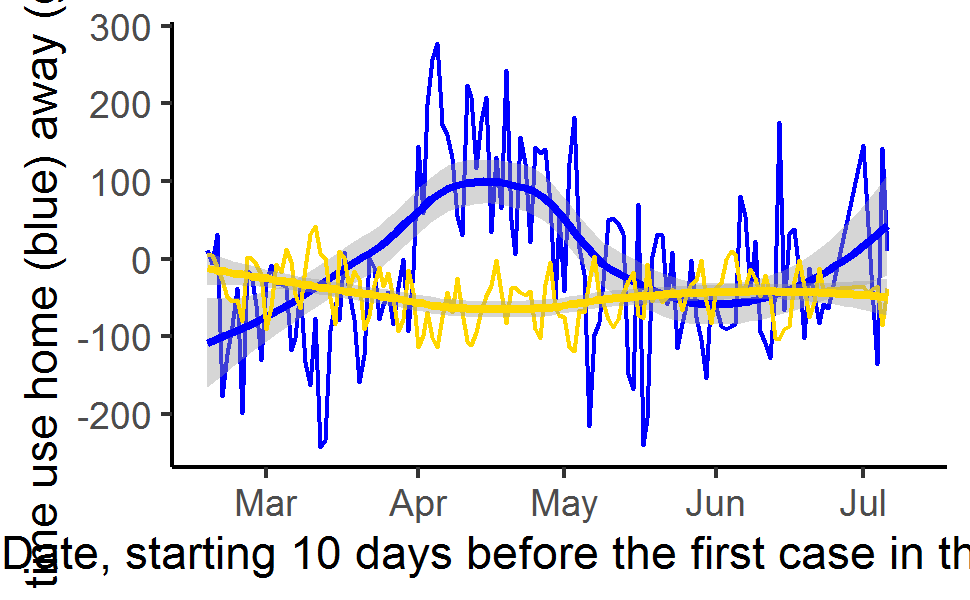 time use home (blue) away (
300
200
100
0
-100
-200
Mar Apr May Jun Jul
Date, starting 10 days before the first case in th